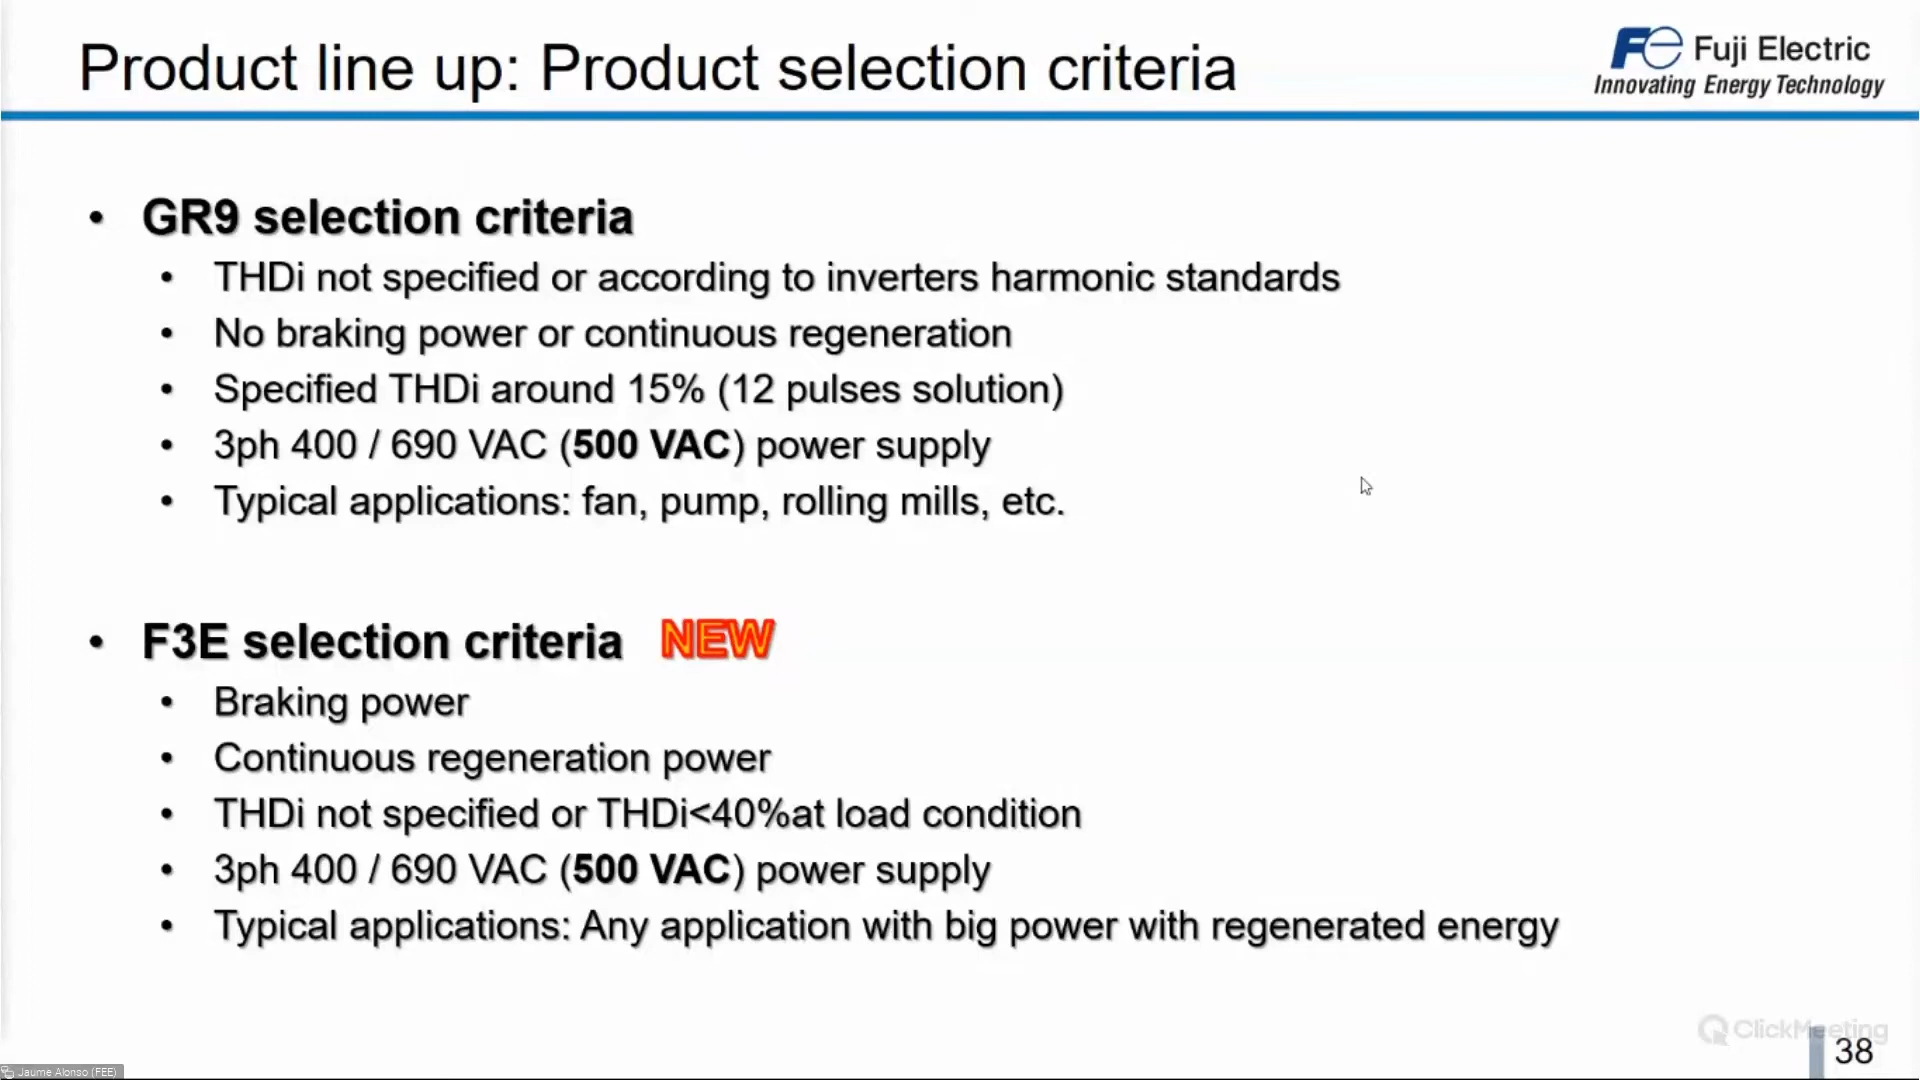 Product line up: Product selection criteria
Fe Fuji Electric
Innovating Energy Technology
• GR9 selection criteria
• THDi not specified or according to inverters harmonic standards
• No braking power or continuous regeneration
• Specified THDi around 15% (12 pulses solution)
• 3ph 400 / 690 VAC (500 VAC) power supply
• Typical applications: fan, pump, rolling mills, etc.
• F3E selection criteria NEW
• Braking power
• Continuous regeneration power
• THDi not specified or THDi<40%at load condition
• 3ph 400 / 690 VAC (500 VAC) power supply
• Typical applications: Any application with big power with regenerated energy
ClickMeeting
38
Jaume Alonso (FEE)